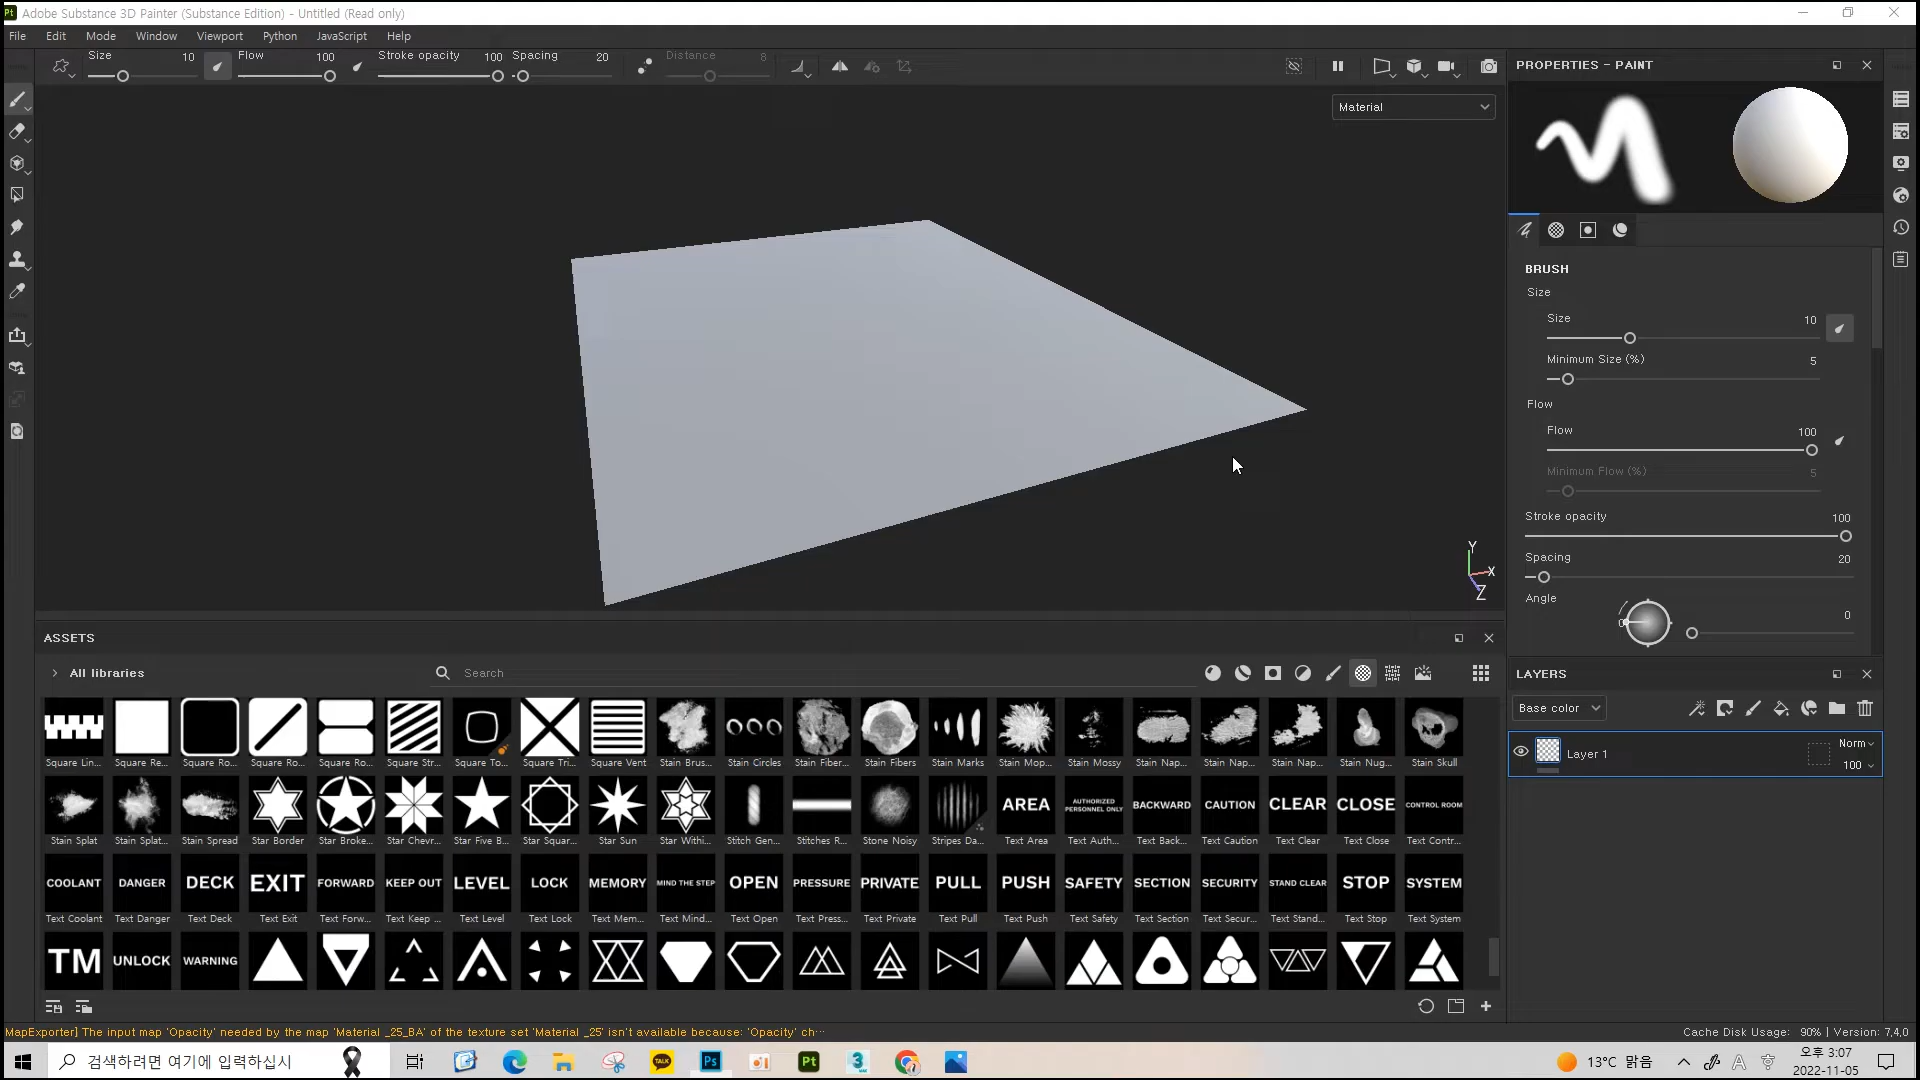 Pt Adobe Substance 3D Painter (Substance Edition) - Untitled (Read only)
File Edit Mode Window Viewport Python JavaScript Help
Size 10 Flow 100 Stroke opacity 100 Spacing 20 Distance 8
Material
Y
X
Z
PROPERTIES - PAINT
BRUSH
Size
Size 10
Minimum Size (%) 5
Flow
Flow 100
Minimum Flow (%) 5
Stroke opacity 100
Spacing 20
Angle 0
ASSETS
All libraries
Search
Square Lin... Square Re... Square Ro... Square Ro... Square Ro... Square Str... Square To... Square Tri... Square Vent Stain Brus... Stain Circles Stain Fiber... Stain Fibers Stain Marks Stain Mop... Stain Mossy Stain Nap... Stain Nap... Stain Nap... Stain Nug... Stain Skull
AREA AUTHORIZED PERSONNEL ONLY BACKWARD CAUTION CLEAR CLOSE CONTROL ROOM
Stain Splat Stain Splat... Stain Spread Star Border Star Broke... Star Chevr... Star Five B... Star Squar... Star Sun Star Withi... Stitch Gen... Stitches R... Stone Noisy Stripes Da... Text Area Text Auth... Text Back... Text Caution Text Clear Text Close Text Contr...
COOLANT DANGER DECK EXIT FORWARD KEEP OUT LEVEL LOCK MEMORY MIND THE STEP OPEN PRESSURE PRIVATE PULL PUSH SAFETY SECTION SECURITY STAND CLEAR STOP SYSTEM
Text Coolant Text Danger Text Deck Text Exit Text Forw... Text Keep ... Text Level Text Lock Text Mem... Text Mind... Text Open Text Press... Text Private Text Pull Text Push Text Safety Text Section Text Secur... Text Stand... Text Stop Text System
TM UNLOCK WARNING
LAYERS
Base color
Layer 1
Norm
100
MapExporter] The input map 'Opacity' needed by the map 'Material _25_BA' of the texture set 'Material _25' isn't available because: 'Opacity' ch...
Cache Disk Usage: 90% | Version: 7.4.0
검색하려면 여기에 입력하십시
TALK Ps Pt 3
13°C 맑음
A
오후 3:07
2022-11-05